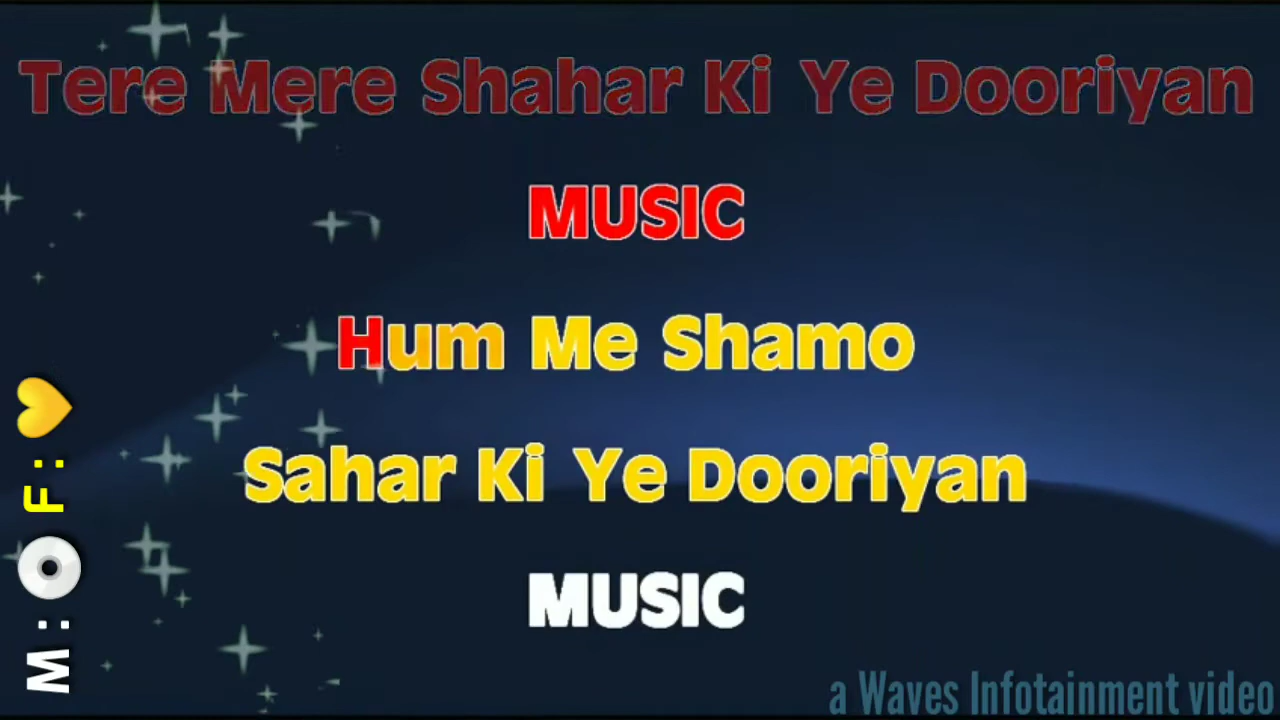 Tere Mere Shahar Ki Ye Dooriyan
MUSIC
Hum Me Shamo
Sahar Ki Ye Dooriyan
MUSIC
M: F:
a Waves Infotainment video